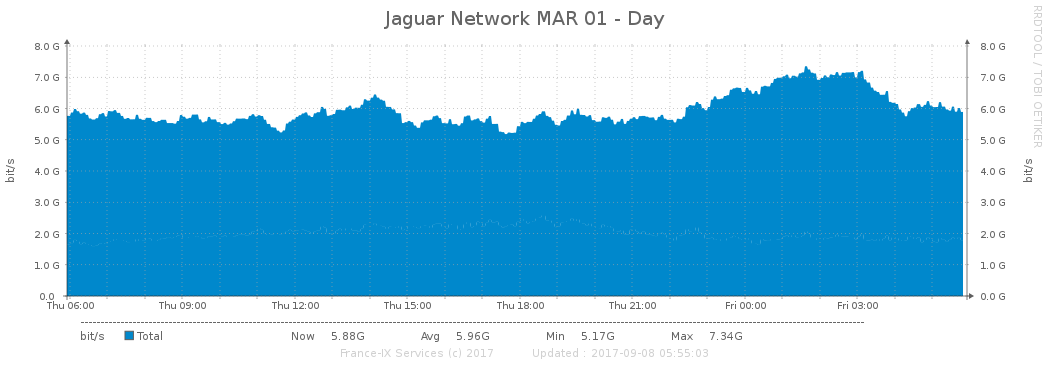 Jaguar Network MAR 01 - Day
RRDTOOL / TOBI OETIKER
8.0 G 8.0 G
7.0 G 7.0 G
6.0 G 6.0 G
5.0 G 5.0 G
4.0 G 4.0 G
3.0 G 3.0 G
2.0 G 2.0 G
1.0 G 1.0 G
0.0 0.0 G
bit/s bit/s
Thu 06:00 Thu 09:00 Thu 12:00 Thu 15:00 Thu 18:00 Thu 21:00 Fri 00:00 Fri 03:00
bit/s Total Now 5.88G Avg 5.96G Min 5.17G Max 7.34G
France-IX Services (c) 2017 Updated : 2017-09-08 05:55:03